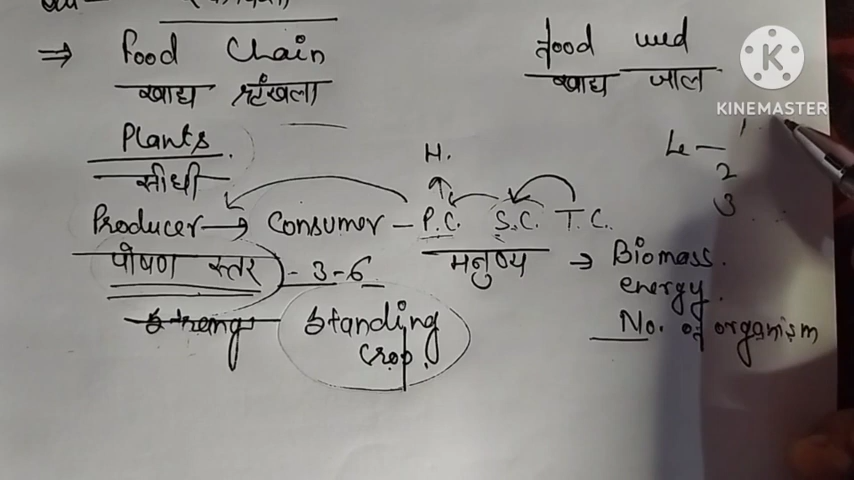 ⇒ Food Chain
खाद्य श्रृंखला
Food web
खाद्य जाल
KINEMASTER
Plants.
सीधी
H.
Le — 1
2
3
Producer → Consumer – P.C. S.C. T.C.
पोषण स्तर - 3-6
मनुष्य → Biomass.
energy.
No. of organism
Standing
Crop.